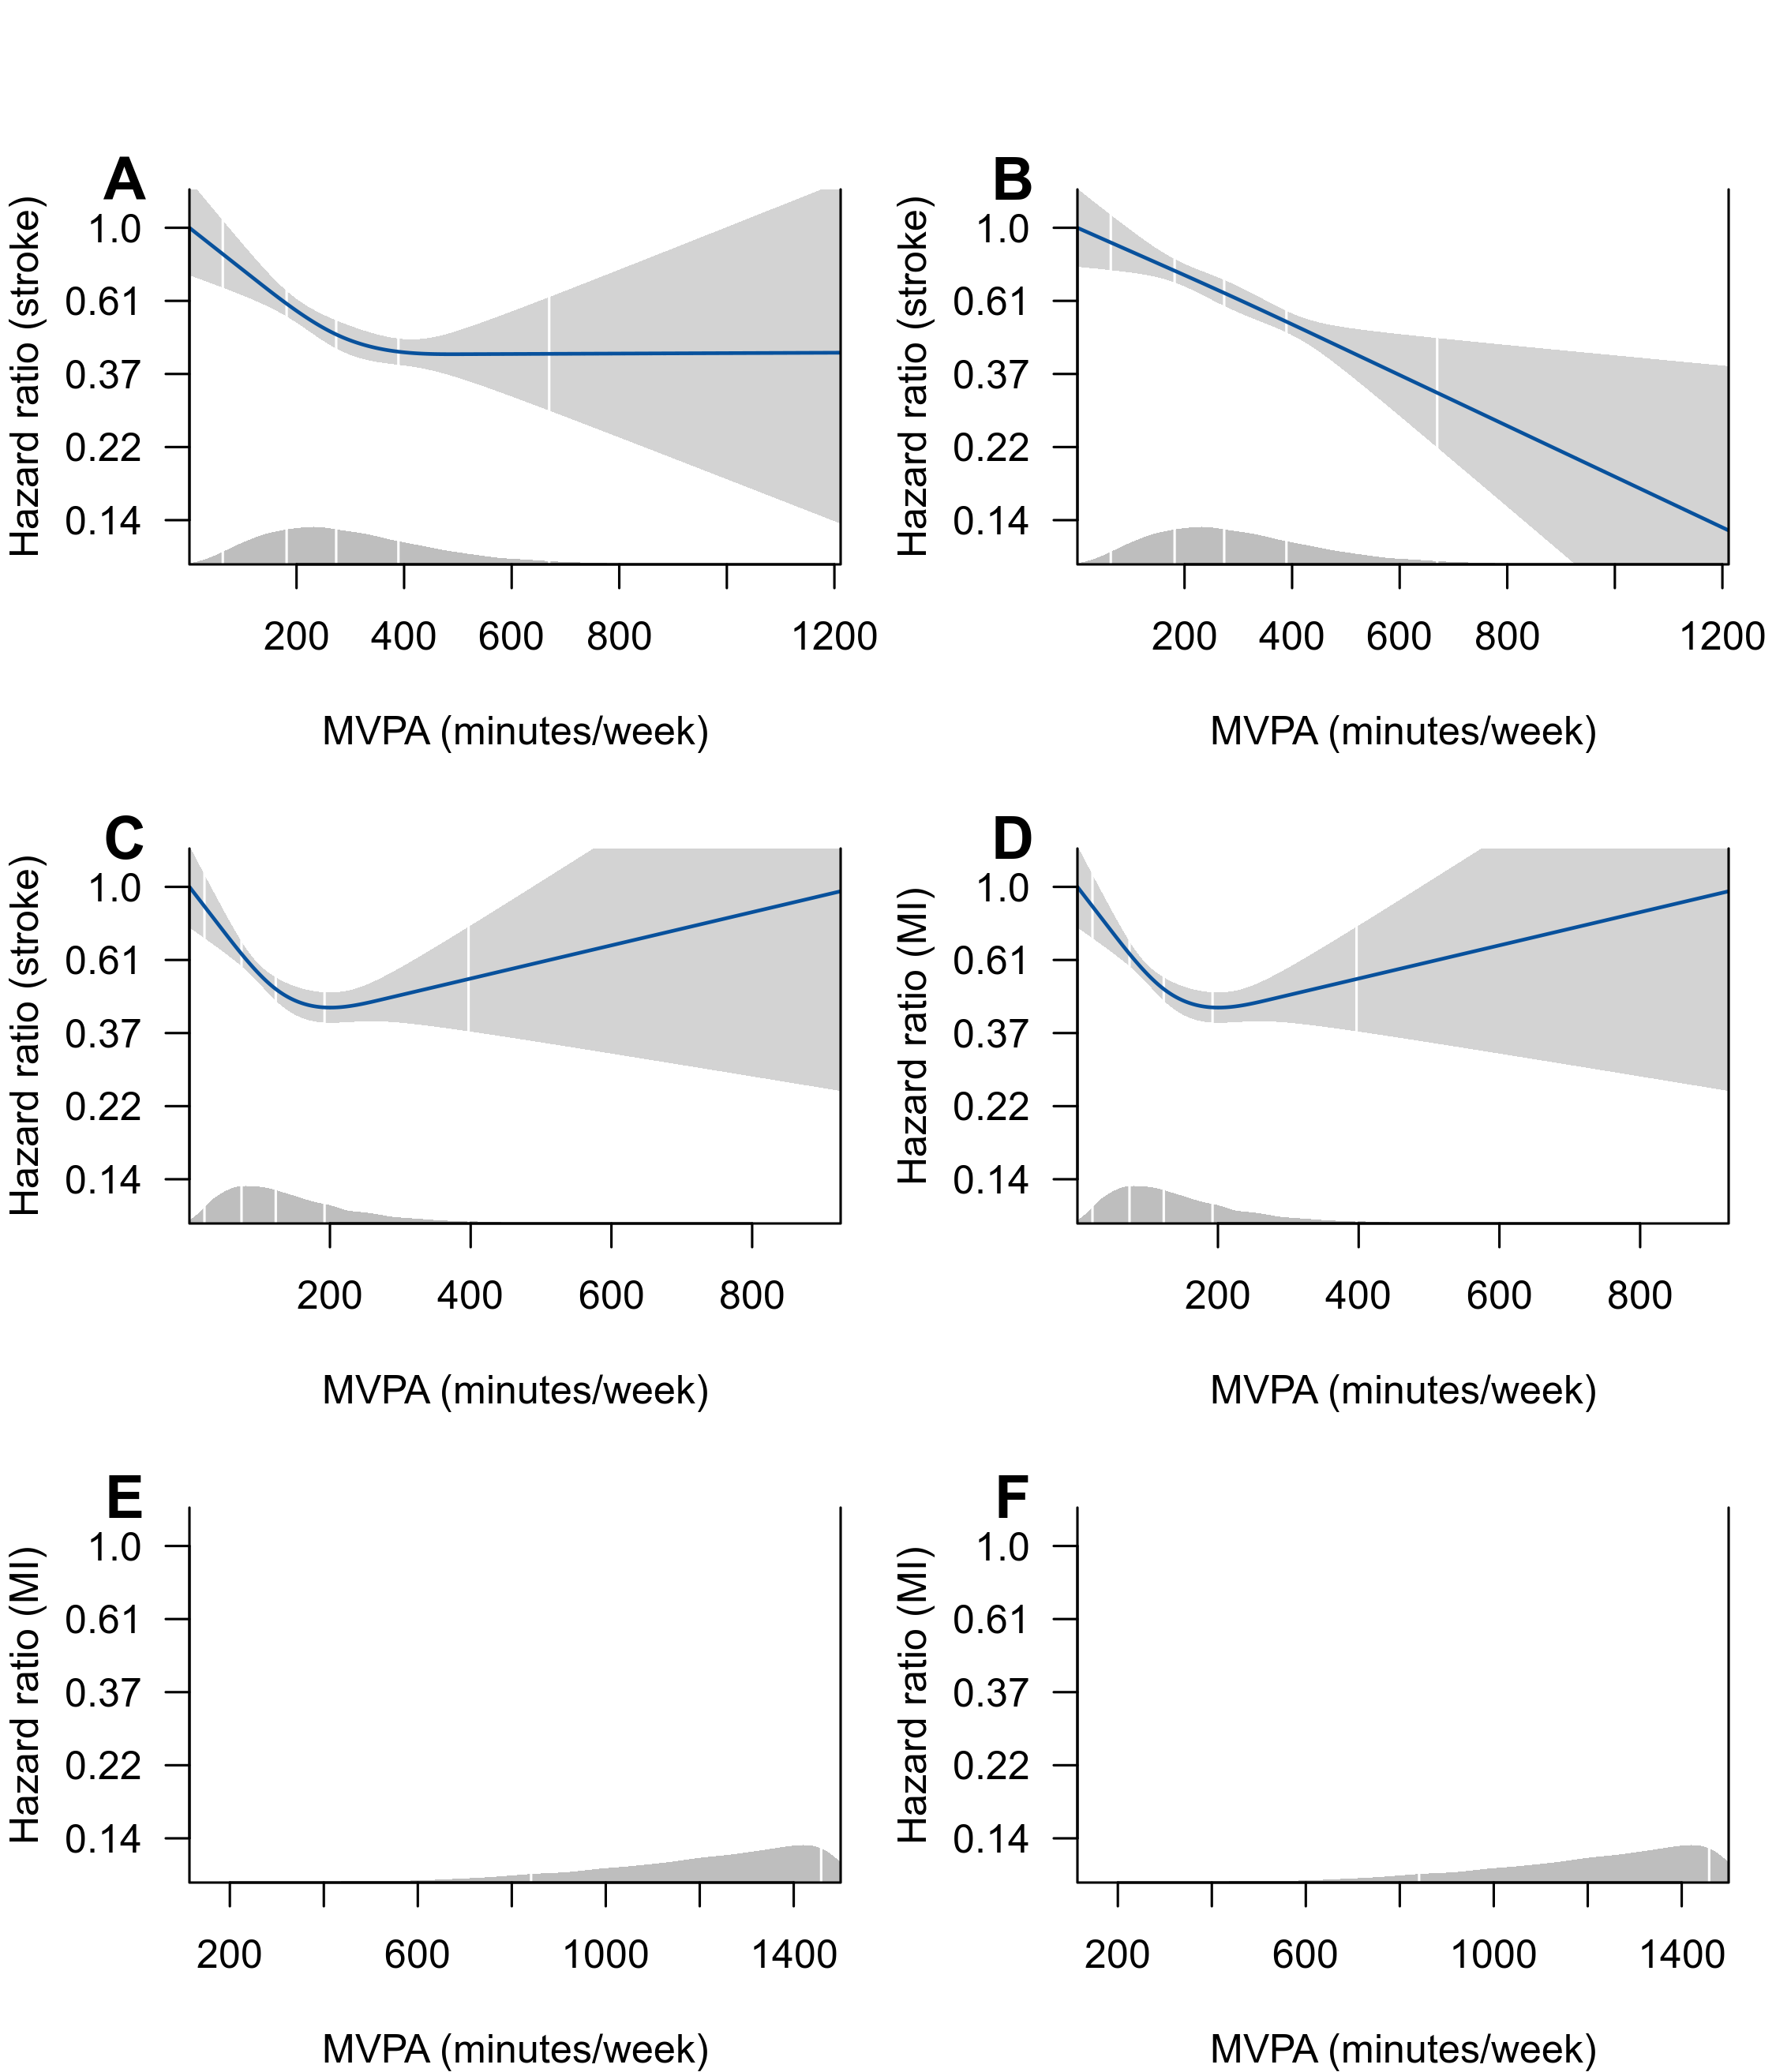 A
Hazard ratio (stroke)
1.0
0.61
0.37
0.22
0.14
200 400 600 800 1200
MVPA (minutes/week)
B
Hazard ratio (stroke)
1.0
0.61
0.37
0.22
0.14
200 400 600 800 1200
MVPA (minutes/week)
C
Hazard ratio (stroke)
1.0
0.61
0.37
0.22
0.14
200 400 600 800
MVPA (minutes/week)
D
Hazard ratio (MI)
1.0
0.61
0.37
0.22
0.14
200 400 600 800
MVPA (minutes/week)
E
Hazard ratio (MI)
1.0
0.61
0.37
0.22
0.14
200 600 1000 1400
MVPA (minutes/week)
F
Hazard ratio (MI)
1.0
0.61
0.37
0.22
0.14
200 600 1000 1400
MVPA (minutes/week)